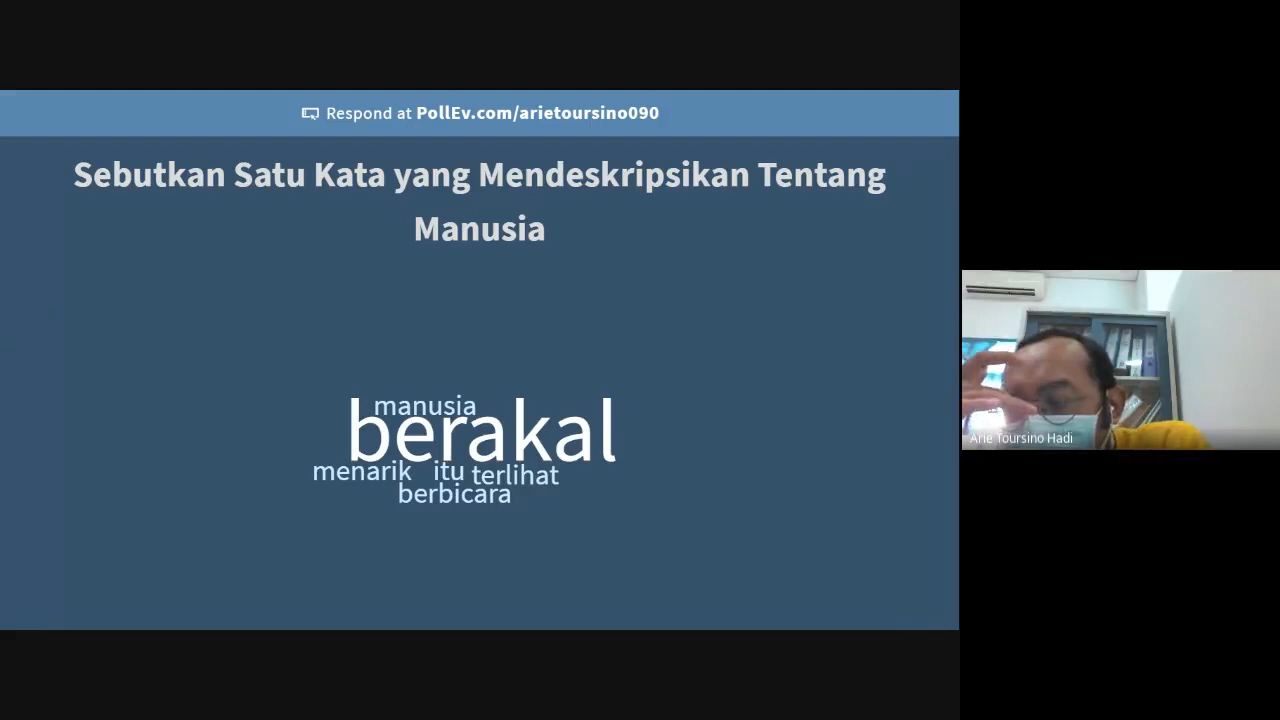 Respond at PollEv.com/arietoursino090
Sebutkan Satu Kata yang Mendeskripsikan Tentang
Manusia
manusia
berakal
menarik itu terlihat
berbicara
Arie Toursino Hadi